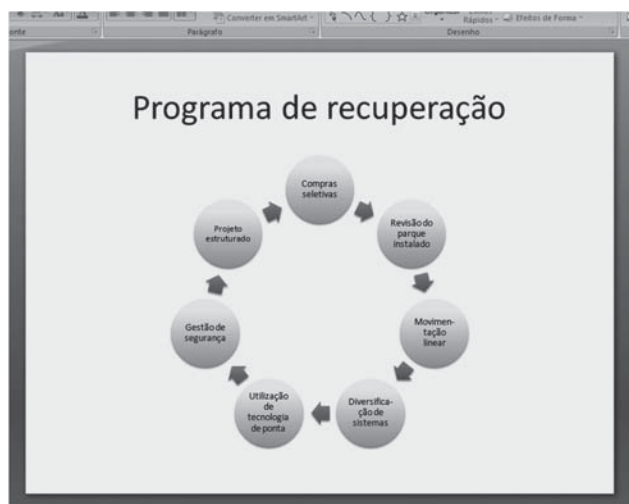 Converter em SmartArt
Rápidos
Efeitos de Forma
onte
Parágrafo
Desenho
Programa de recuperação
Compras
seletivas
Revisão do
parque
instalado
Movimen-
tação
linear
Diversifica-
ção de
sistemas
Utilização
de
tecnologia
de ponta
Gestão de
segurança
Projeto
estruturado